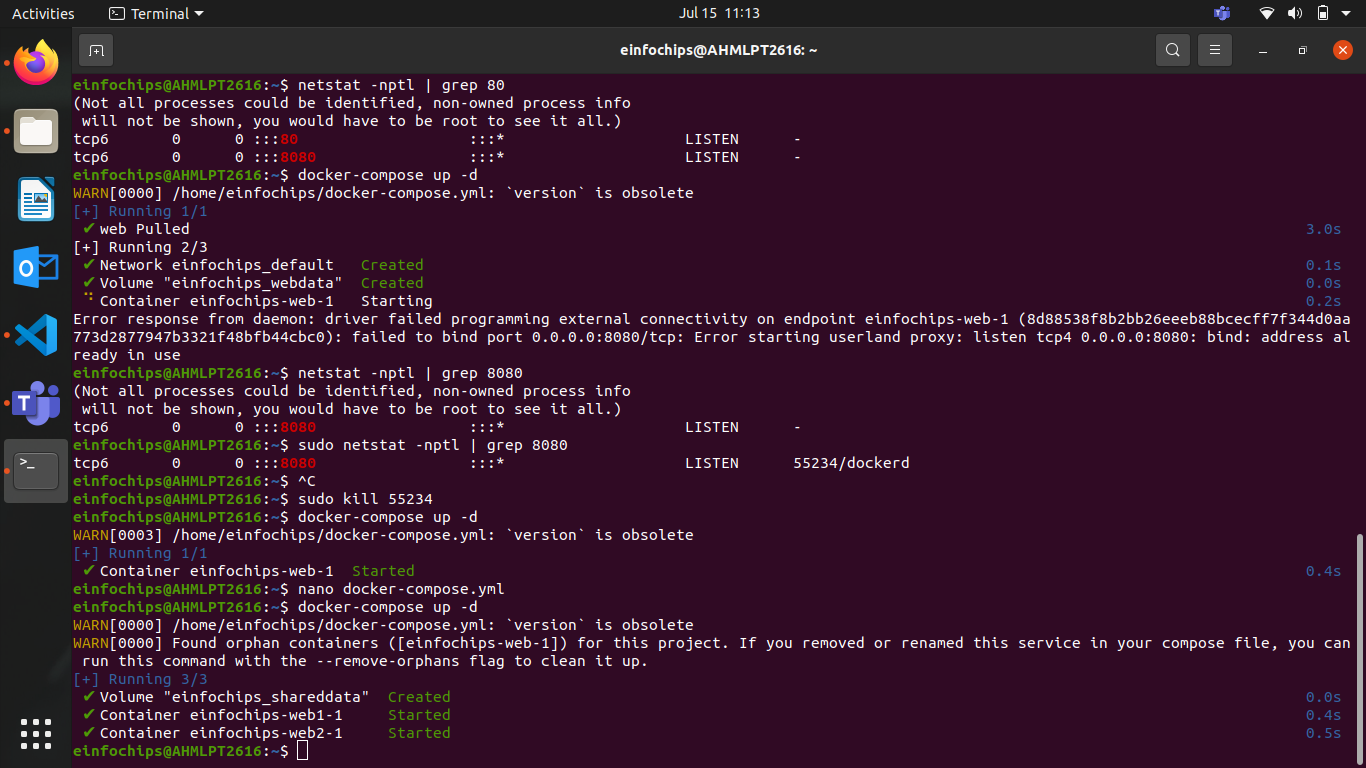 Activities Terminal Jul 15 11:13
einfochips@AHMLPT2616: ~
einfochips@AHMLPT2616:~$ netstat -nptl | grep 80
(Not all processes could be identified, non-owned process info
 will not be shown, you would have to be root to see it all.)
tcp6       0      0 :::80                   :::*                    LISTEN      -
tcp6       0      0 :::8080                 :::*                    LISTEN      -
einfochips@AHMLPT2616:~$ docker-compose up -d
WARN[0000] /home/einfochips/docker-compose.yml: `version` is obsolete
[+] Running 1/1
 ✔ web Pulled 3.0s
[+] Running 2/3
 ✔ Network einfochips_default   Created 0.1s
 ✔ Volume "einfochips_webdata"  Created 0.0s
 Container einfochips-web-1   Starting 0.2s
Error response from daemon: driver failed programming external connectivity on endpoint einfochips-web-1 (8d88538f8b2bb26eeeb88bcecff7f344d0aa
773d2877947b3321f48bfb44cbc0): failed to bind port 0.0.0.0:8080/tcp: Error starting userland proxy: listen tcp4 0.0.0.0:8080: bind: address al
ready in use
einfochips@AHMLPT2616:~$ netstat -nptl | grep 8080
(Not all processes could be identified, non-owned process info
 will not be shown, you would have to be root to see it all.)
tcp6       0      0 :::8080                 :::*                    LISTEN      -
einfochips@AHMLPT2616:~$ sudo netstat -nptl | grep 8080
tcp6       0      0 :::8080                 :::*                    LISTEN      55234/dockerd
einfochips@AHMLPT2616:~$ ^C
einfochips@AHMLPT2616:~$ sudo kill 55234
einfochips@AHMLPT2616:~$ docker-compose up -d
WARN[0003] /home/einfochips/docker-compose.yml: `version` is obsolete
[+] Running 1/1
 ✔ Container einfochips-web-1  Started 0.4s
einfochips@AHMLPT2616:~$ nano docker-compose.yml
einfochips@AHMLPT2616:~$ docker-compose up -d
WARN[0000] /home/einfochips/docker-compose.yml: `version` is obsolete
WARN[0000] Found orphan containers ([einfochips-web-1]) for this project. If you removed or renamed this service in your compose file, you can
 run this command with the --remove-orphans flag to clean it up.
[+] Running 3/3
 ✔ Volume "einfochips_shareddata"  Created 0.0s
 ✔ Container einfochips-web1-1     Started 0.4s
 ✔ Container einfochips-web2-1     Started 0.5s
einfochips@AHMLPT2616:~$